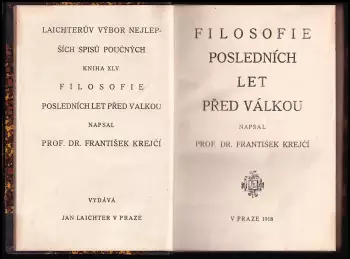 LAICHTERŮV VÝBOR NEJLEP-
ŠÍCH SPISŮ POUČNÝCH
KNIHA XLV
FILOSOFIE
POSLEDNÍCH LET PŘED VALKOU
NAPSAL
PROF. DR. FRANTIŠEK KREJČÍ
VYDÁVÁ
JAN LAICHTER V PRAZE
FILOSOFIE
POSLEDNÍCH
LET
PŘED VÁLKOU
NAPSAL
PROF. DR. FRANTIŠEK KREJČÍ
V PRAZE 1918